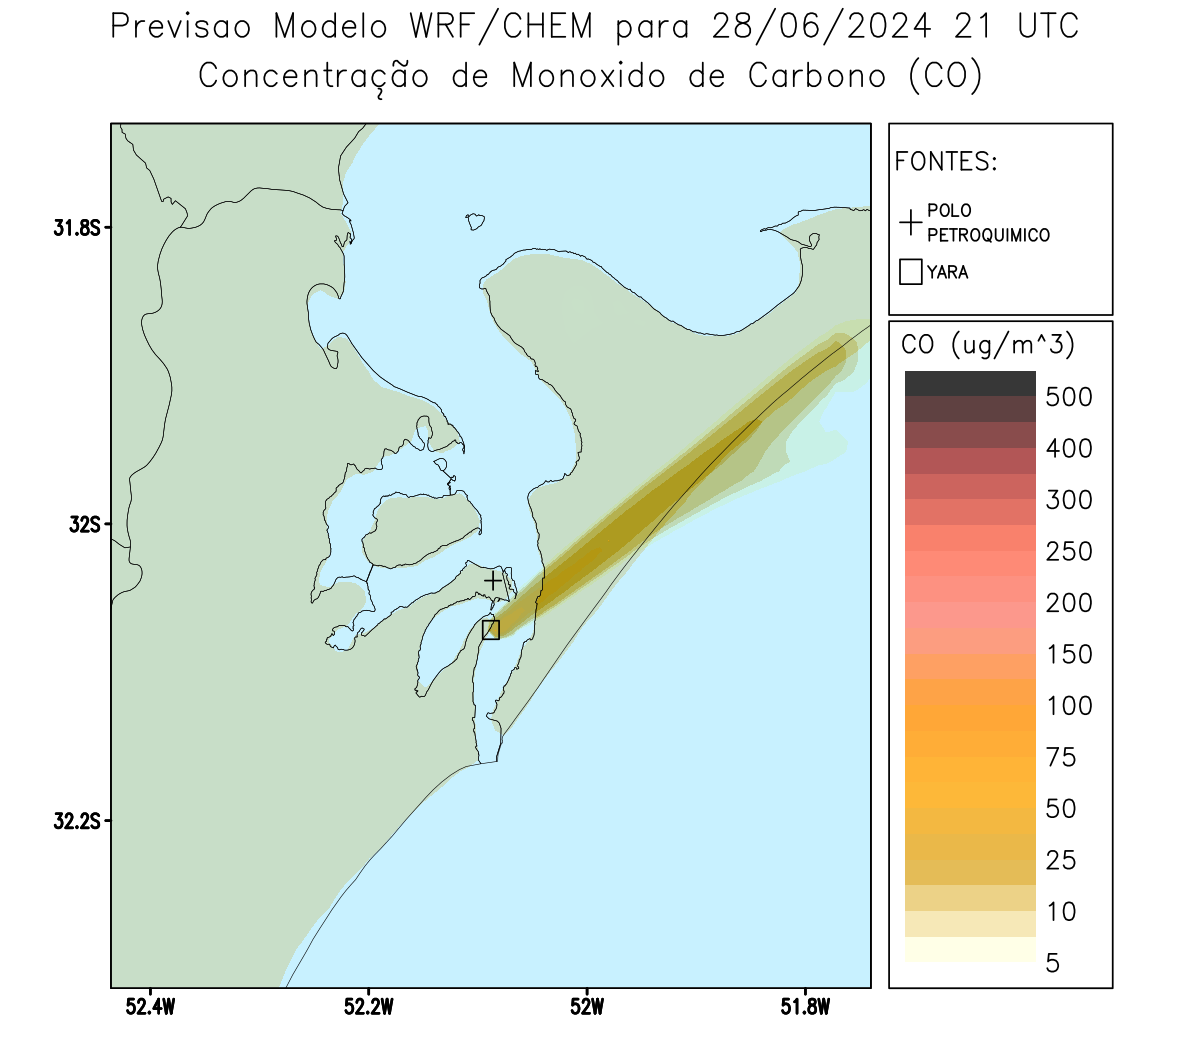 Previsao Modelo WRF/CHEM para 28/06/2024 21 UTC
Concentração de Monoxido de Carbono (CO)
FONTES:
POLO
PETROQUIMICO
YARA
31.8S
32S
32.2S
52.4W
52.2W
52W
51.8W
CO (ug/m^3)
500
400
300
250
200
150
100
75
50
25
10
5